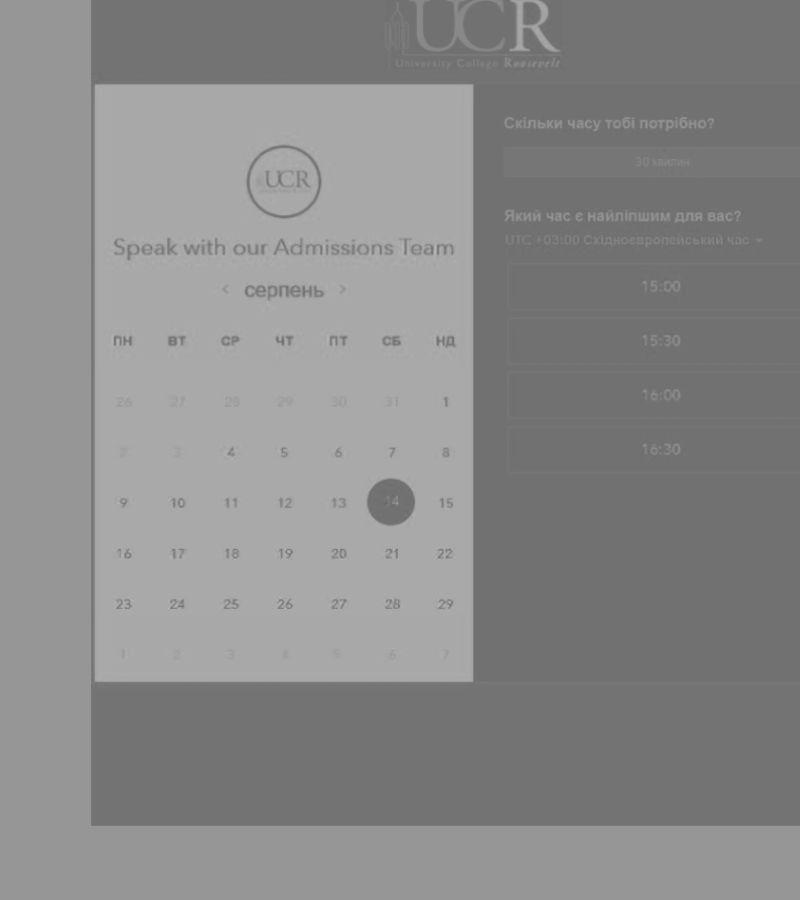 UCR
University College Roosevelt
UCR
Speak with our Admissions Team
< серпень >
ПН ВТ СР ЧТ ПТ СБ НД
26 27 28 29 30 31 1
2 3 4 5 6 7 8
9 10 11 12 13 14 15
16 17 18 19 20 21 22
23 24 25 26 27 28 29
1 2 3 4 5 6 7
Скільки часу тобі потрібно?
30 хвилин
Який час є найліпшим для вас?
UTC +03:00 Східноєвропейський час
15:00
15:30
16:00
16:30